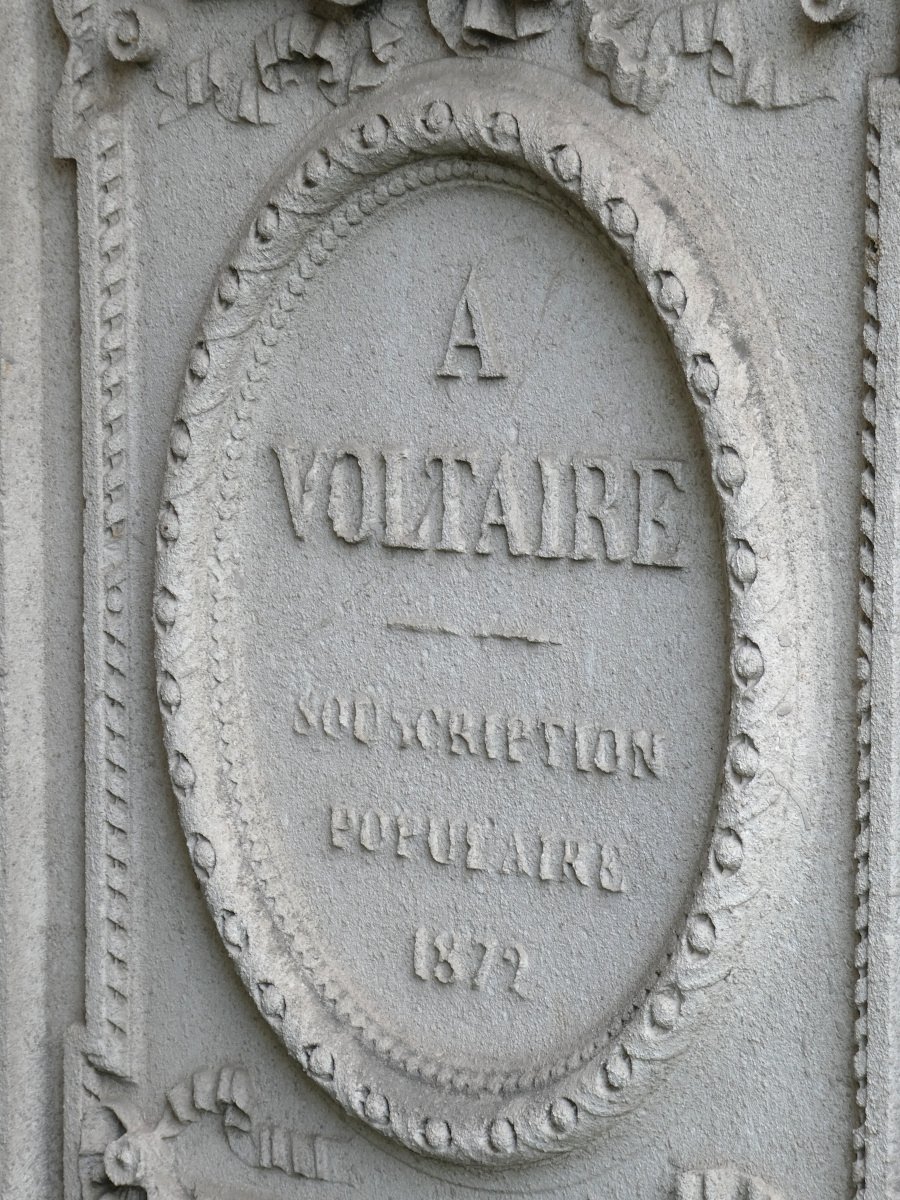 A
VOLTAIRE
SOUSCRIPTION
POPULAIRE
1872